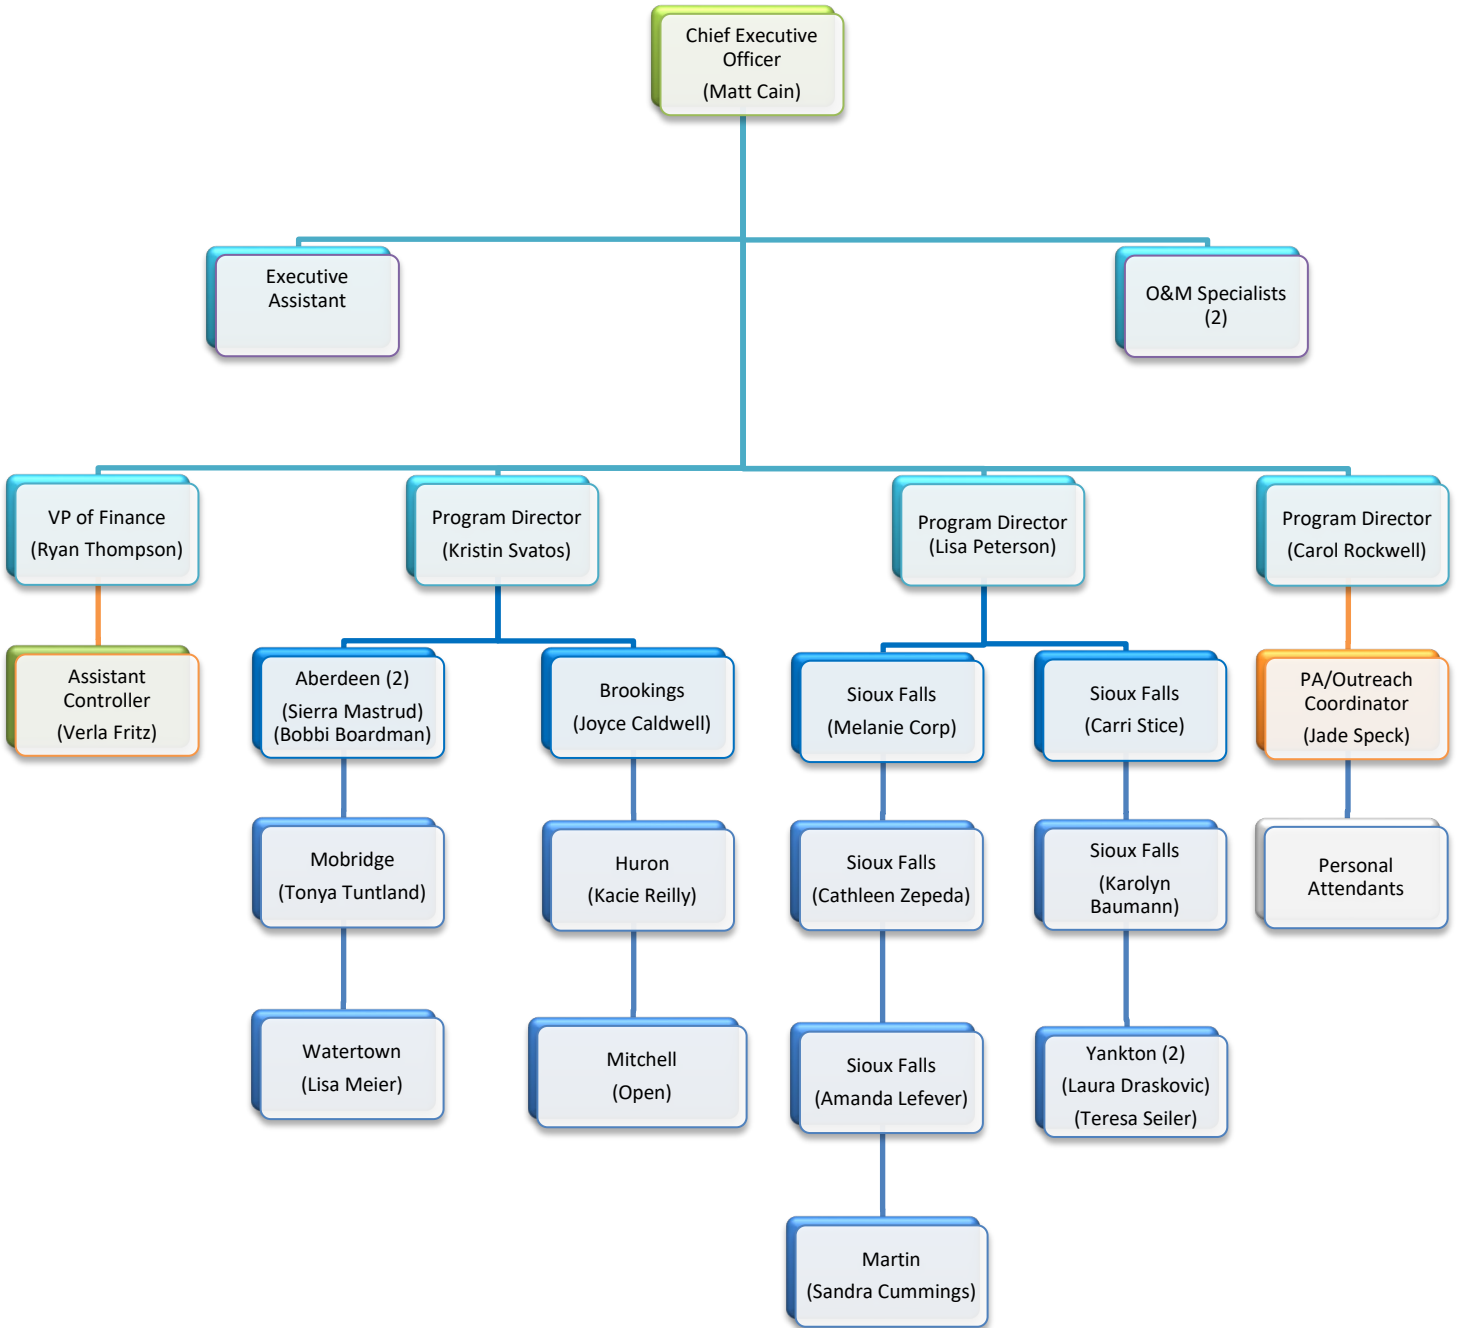 Chief Executive
Officer
(Matt Cain)
Executive
Assistant
O&M Specialists
(2)
VP of Finance
(Ryan Thompson)
Program Director
(Kristin Svatos)
Program Director
(Lisa Peterson)
Program Director
(Carol Rockwell)
Assistant
Controller
(Verla Fritz)
Aberdeen (2)
(Sierra Mastrud)
(Bobbi Boardman)
Brookings
(Joyce Caldwell)
Sioux Falls
(Melanie Corp)
Sioux Falls
(Carri Stice)
PA/Outreach
Coordinator
(Jade Speck)
Mobridge
(Tonya Tuntland)
Huron
(Kacie Reilly)
Sioux Falls
(Cathleen Zepeda)
Sioux Falls
(Karolyn
Baumann)
Personal
Attendants
Watertown
(Lisa Meier)
Mitchell
(Open)
Sioux Falls
(Amanda Lefever)
Yankton (2)
(Laura Draskovic)
(Teresa Seiler)
Martin
(Sandra Cummings)